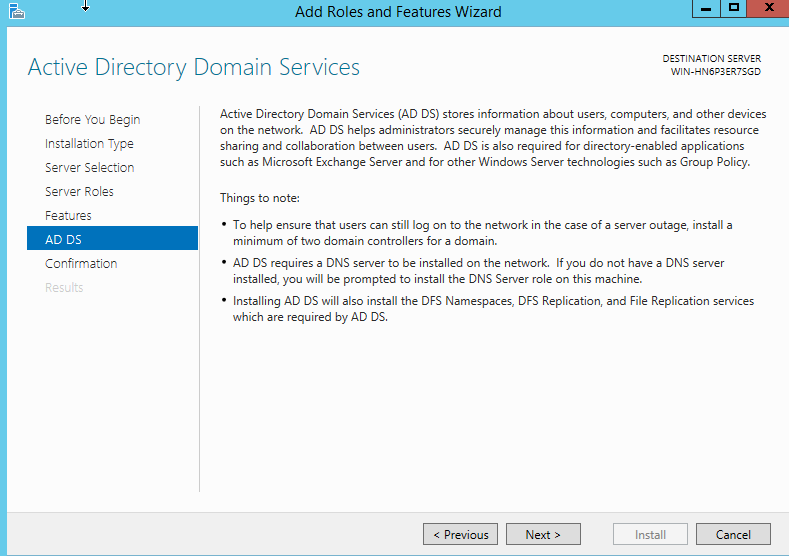 Add Roles and Features Wizard
Active Directory Domain Services
DESTINATION SERVER
WIN-HN6P3ER7SGD
Before You Begin
Installation Type
Server Selection
Server Roles
Features
AD DS
Confirmation
Results
Active Directory Domain Services (AD DS) stores information about users, computers, and other devices
on the network.  AD DS helps administrators securely manage this information and facilitates resource
sharing and collaboration between users.  AD DS is also required for directory-enabled applications
such as Microsoft Exchange Server and for other Windows Server technologies such as Group Policy.
Things to note:
• To help ensure that users can still log on to the network in the case of a server outage, install a
minimum of two domain controllers for a domain.
• AD DS requires a DNS server to be installed on the network.  If you do not have a DNS server
installed, you will be prompted to install the DNS Server role on this machine.
• Installing AD DS will also install the DFS Namespaces, DFS Replication, and File Replication services
which are required by AD DS.
< Previous
Next >
Install
Cancel